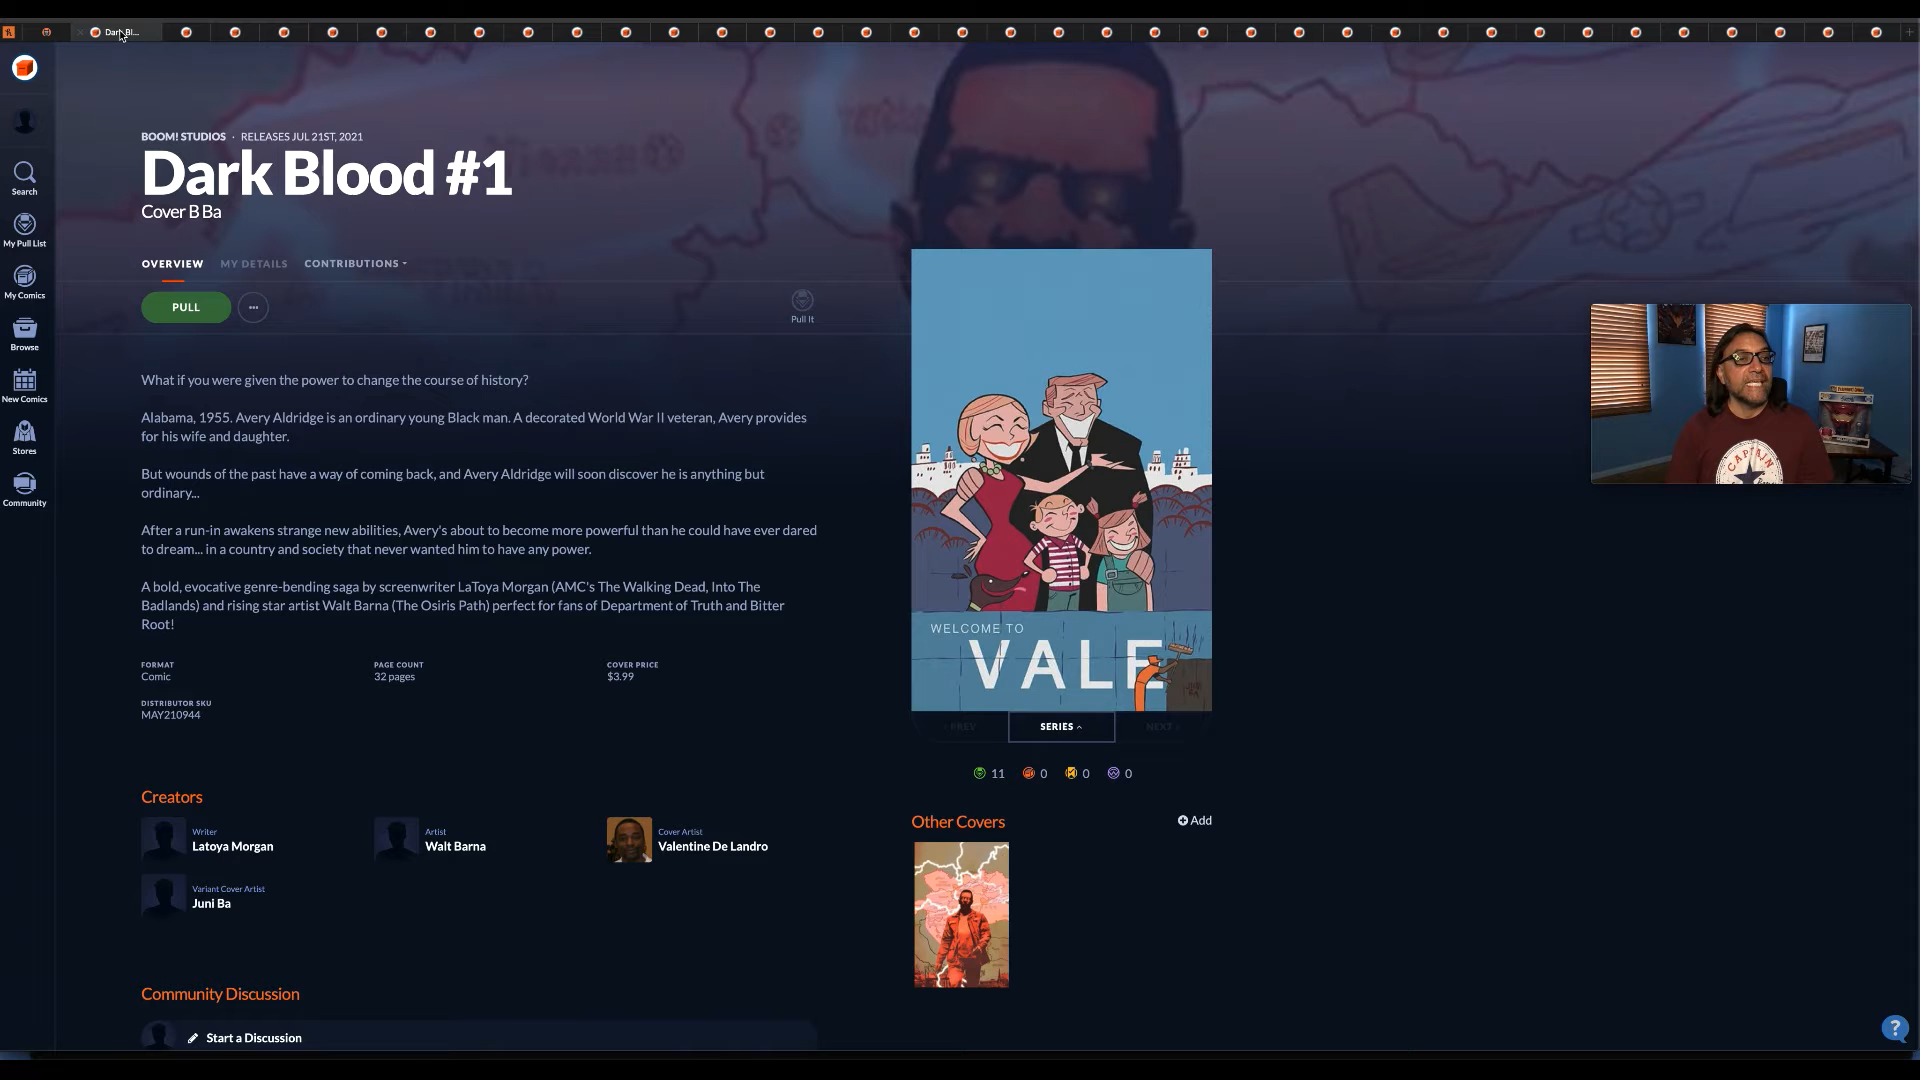 Dark Bl...
BOOM! STUDIOS · RELEASES JUL 21ST, 2021
Dark Blood #1
Cover B Ba
OVERVIEW MY DETAILS CONTRIBUTIONS
PULL ...
Pull It
Search
My Pull List
My Comics
Browse
New Comics
Stores
Community
What if you were given the power to change the course of history?
Alabama, 1955. Avery Aldridge is an ordinary young Black man. A decorated World War II veteran, Avery provides
for his wife and daughter.
But wounds of the past have a way of coming back, and Avery Aldridge will soon discover he is anything but
ordinary...
After a run-in awakens strange new abilities, Avery's about to become more powerful than he could have ever dared
to dream... in a country and society that never wanted him to have any power.
A bold, evocative genre-bending saga by screenwriter LaToya Morgan (AMC's The Walking Dead, Into The
Badlands) and rising star artist Walt Barna (The Osiris Path) perfect for fans of Department of Truth and Bitter
Root!
FORMAT
Comic
PAGE COUNT
32 pages
COVER PRICE
$3.99
DISTRIBUTOR SKU
MAY210944
Creators
Writer
Latoya Morgan
Artist
Walt Barna
Cover Artist
Valentine De Landro
Variant Cover Artist
Juni Ba
Community Discussion
Start a Discussion
WELCOME TO
VALE
PREV SERIES NEXT
11 0 0 0
Other Covers
Add
CAPTAIN
?